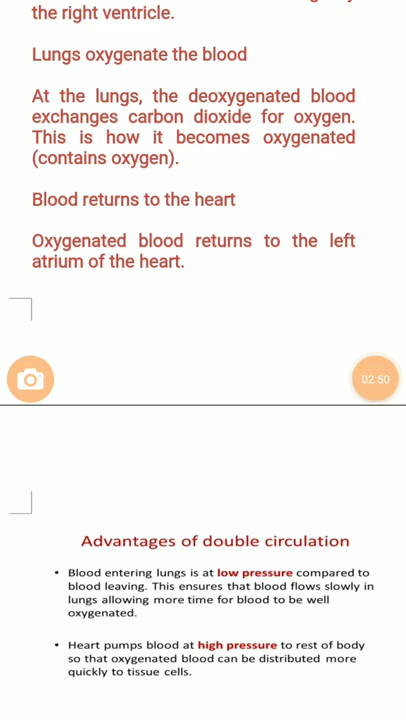 the right ventricle.
Lungs oxygenate the blood
At the lungs, the deoxygenated blood
exchanges carbon dioxide for oxygen.
This is how it becomes oxygenated
(contains oxygen).
Blood returns to the heart
Oxygenated blood returns to the left
atrium of the heart.
02:50
Advantages of double circulation
• Blood entering lungs is at low pressure compared to
blood leaving. This ensures that blood flows slowly in
lungs allowing more time for blood to be well
oxygenated.
• Heart pumps blood at high pressure to rest of body
so that oxygenated blood can be distributed more
quickly to tissue cells.